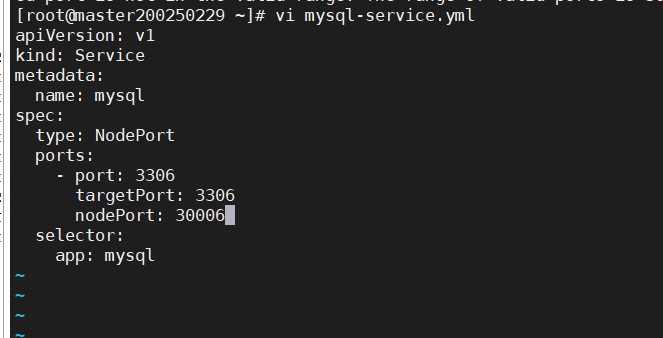 [root@master200250229 ~]# vi mysql-service.yml
apiVersion: v1
kind: Service
metadata:
  name: mysql
spec:
  type: NodePort
  ports:
    - port: 3306
      targetPort: 3306
      nodePort: 30006
  selector:
    app: mysql
~
~
~
~